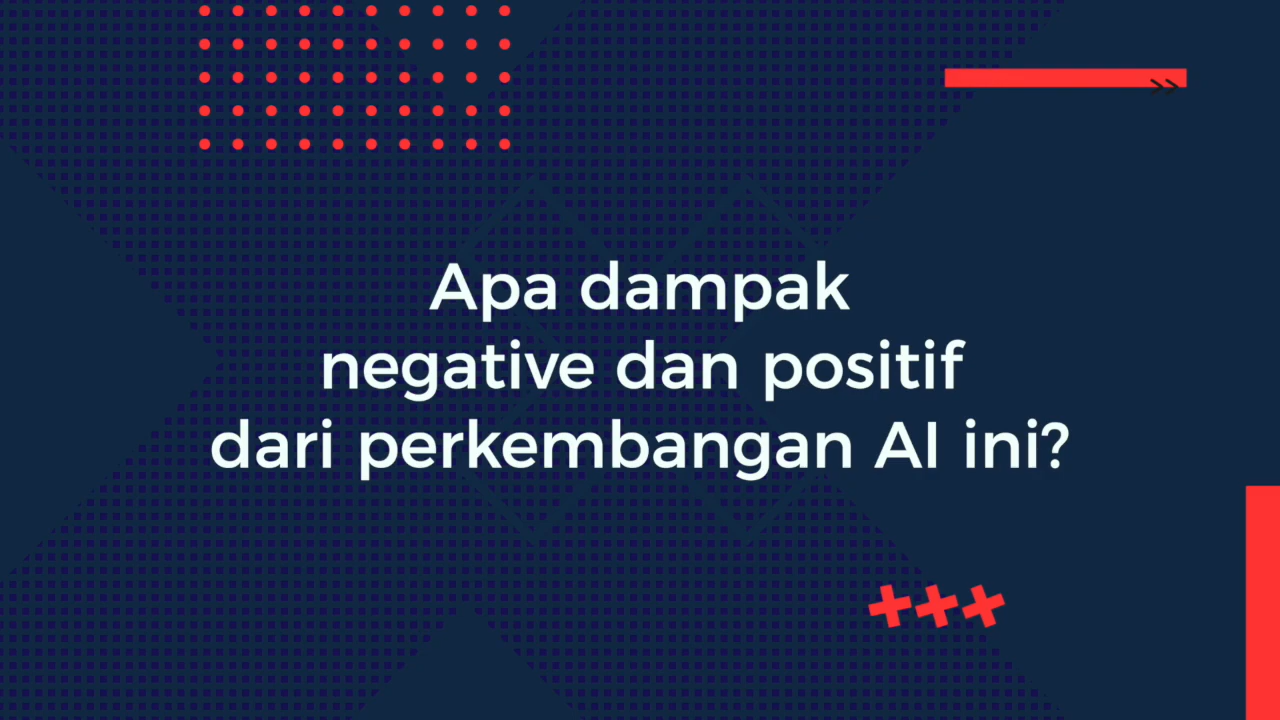 Apa dampak
negative dan positif
dari perkembangan AI ini?